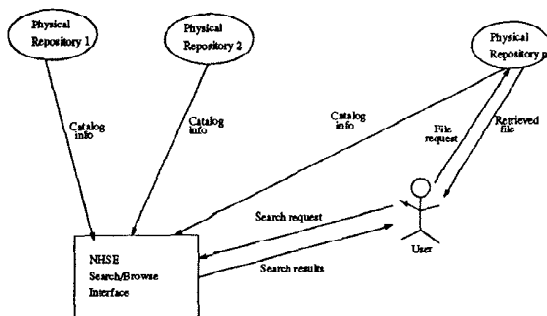 Physical
Repository 1
Physical
Repository 2
Physical
Repository n
Catalog
info
Catalog
info
Catalog
info
File
request
Retrieved
file
Search request
User
NHSE
Search/Browse
Interface
Search results